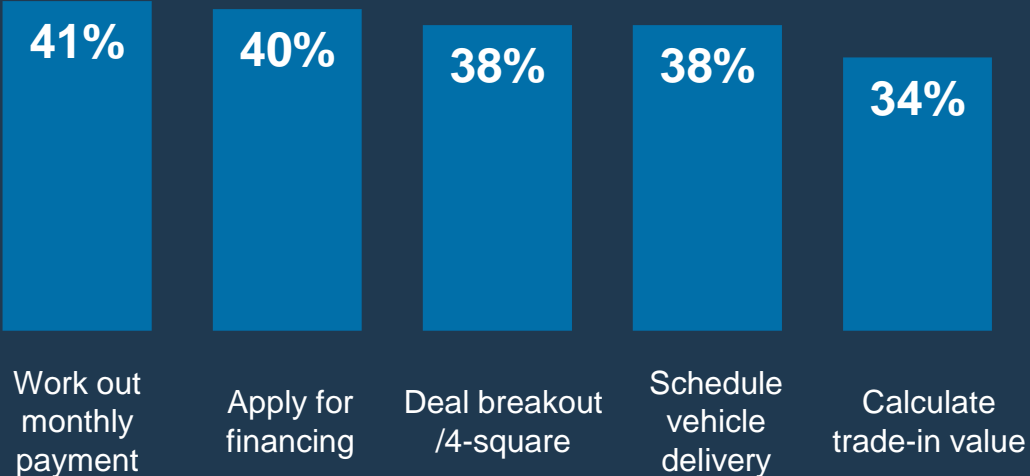 41%
40%
38%
38%
34%
Work out
monthly
payment
Apply for
financing
Deal breakout
/4-square
Schedule
vehicle
delivery
Calculate
trade-in value